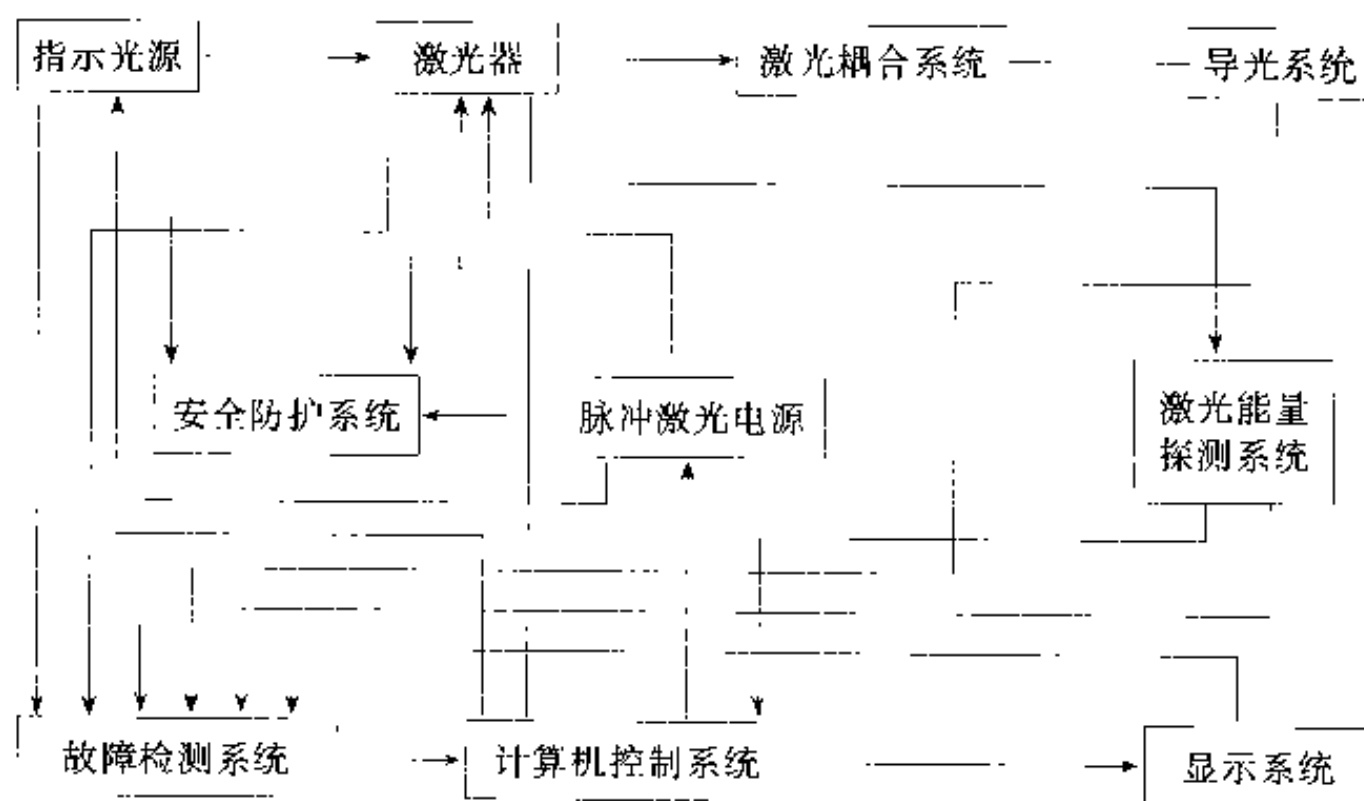 指示光源
激光器
激光耦合系统
导光系统
安全防护系统
脉冲激光电源
激光能量
探测系统
故障检测系统
计算机控制系统
显示系统